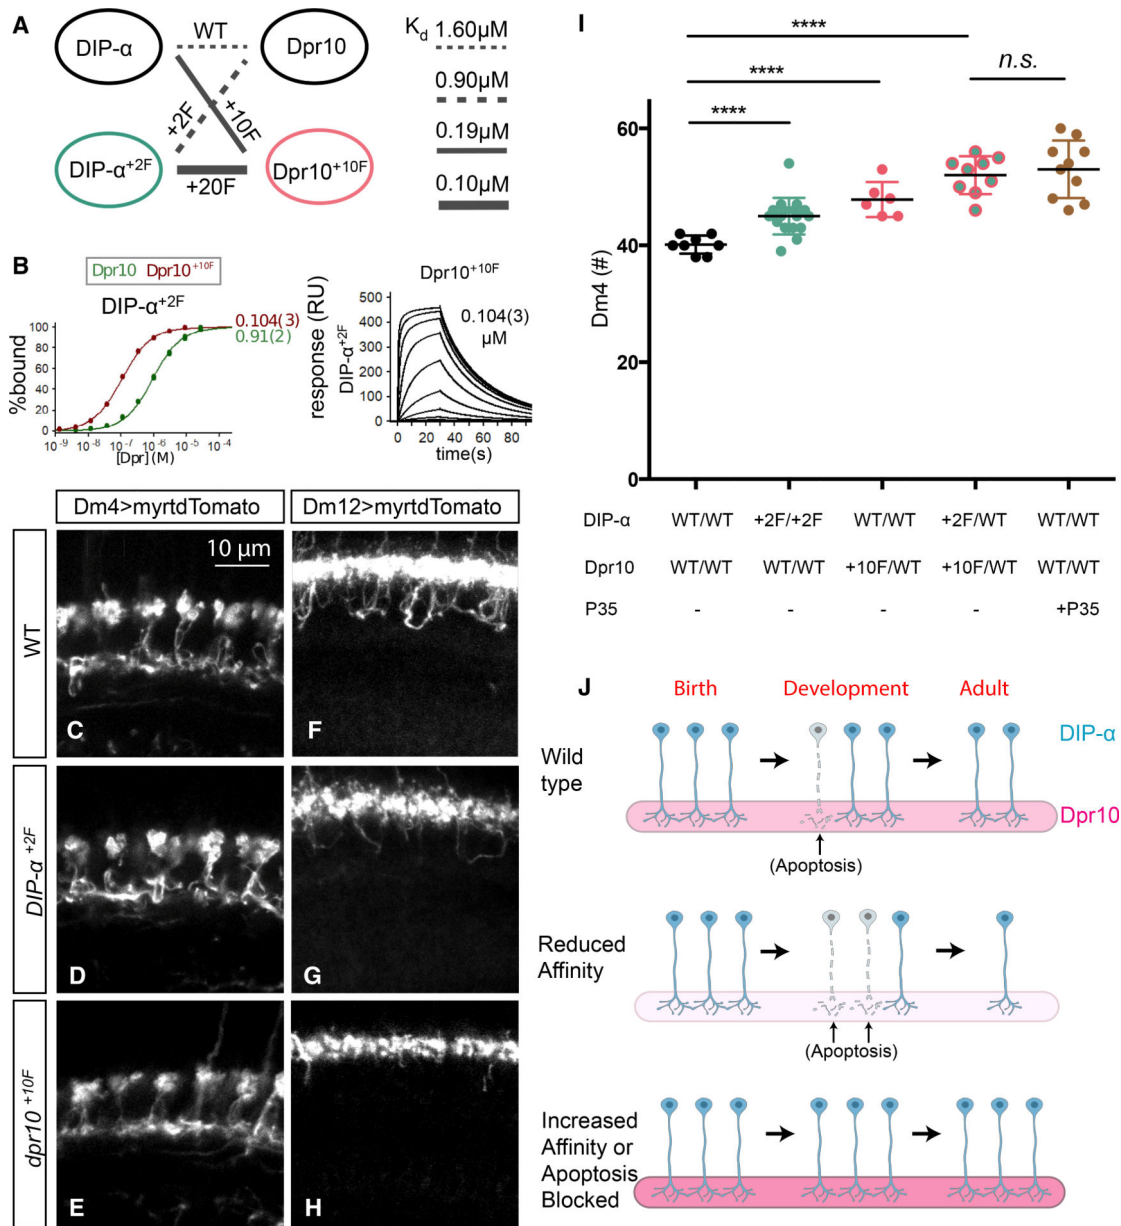 A
DIP-α
WT
Dpr10
+2F
+10F
DIP-α+2F
+20F
Dpr10+10F
Kd 1.60µM
0.90µM
0.19µM
0.10µM
B
Dpr10 Dpr10+10F
DIP-α+2F
%bound
100
80
60
40
20
0
10-9 10-8 10-7 10-6 10-5 10-4
[Dpr] (M)
0.104(3)
0.91(2)
Dpr10+10F
response (RU)
DIP-α+2F
500
400
300
200
100
0
0 20 40 60 80
time(s)
0.104(3)
µM
Dm4>myrtdTomato
Dm12>myrtdTomato
WT
10 µm
C
F
DIP-α+2F
D
G
dpr10+10F
E
H
I
****
****
****
n.s.
Dm4 (#)
60
40
20
0
DIP-α WT/WT +2F/+2F WT/WT +2F/WT WT/WT
Dpr10 WT/WT WT/WT +10F/WT +10F/WT WT/WT
P35 - - - - +P35
J
Birth Development Adult
Wild
type
DIP-α
Dpr10
(Apoptosis)
Reduced
Affinity
(Apoptosis)
Increased
Affinity or
Apoptosis
Blocked